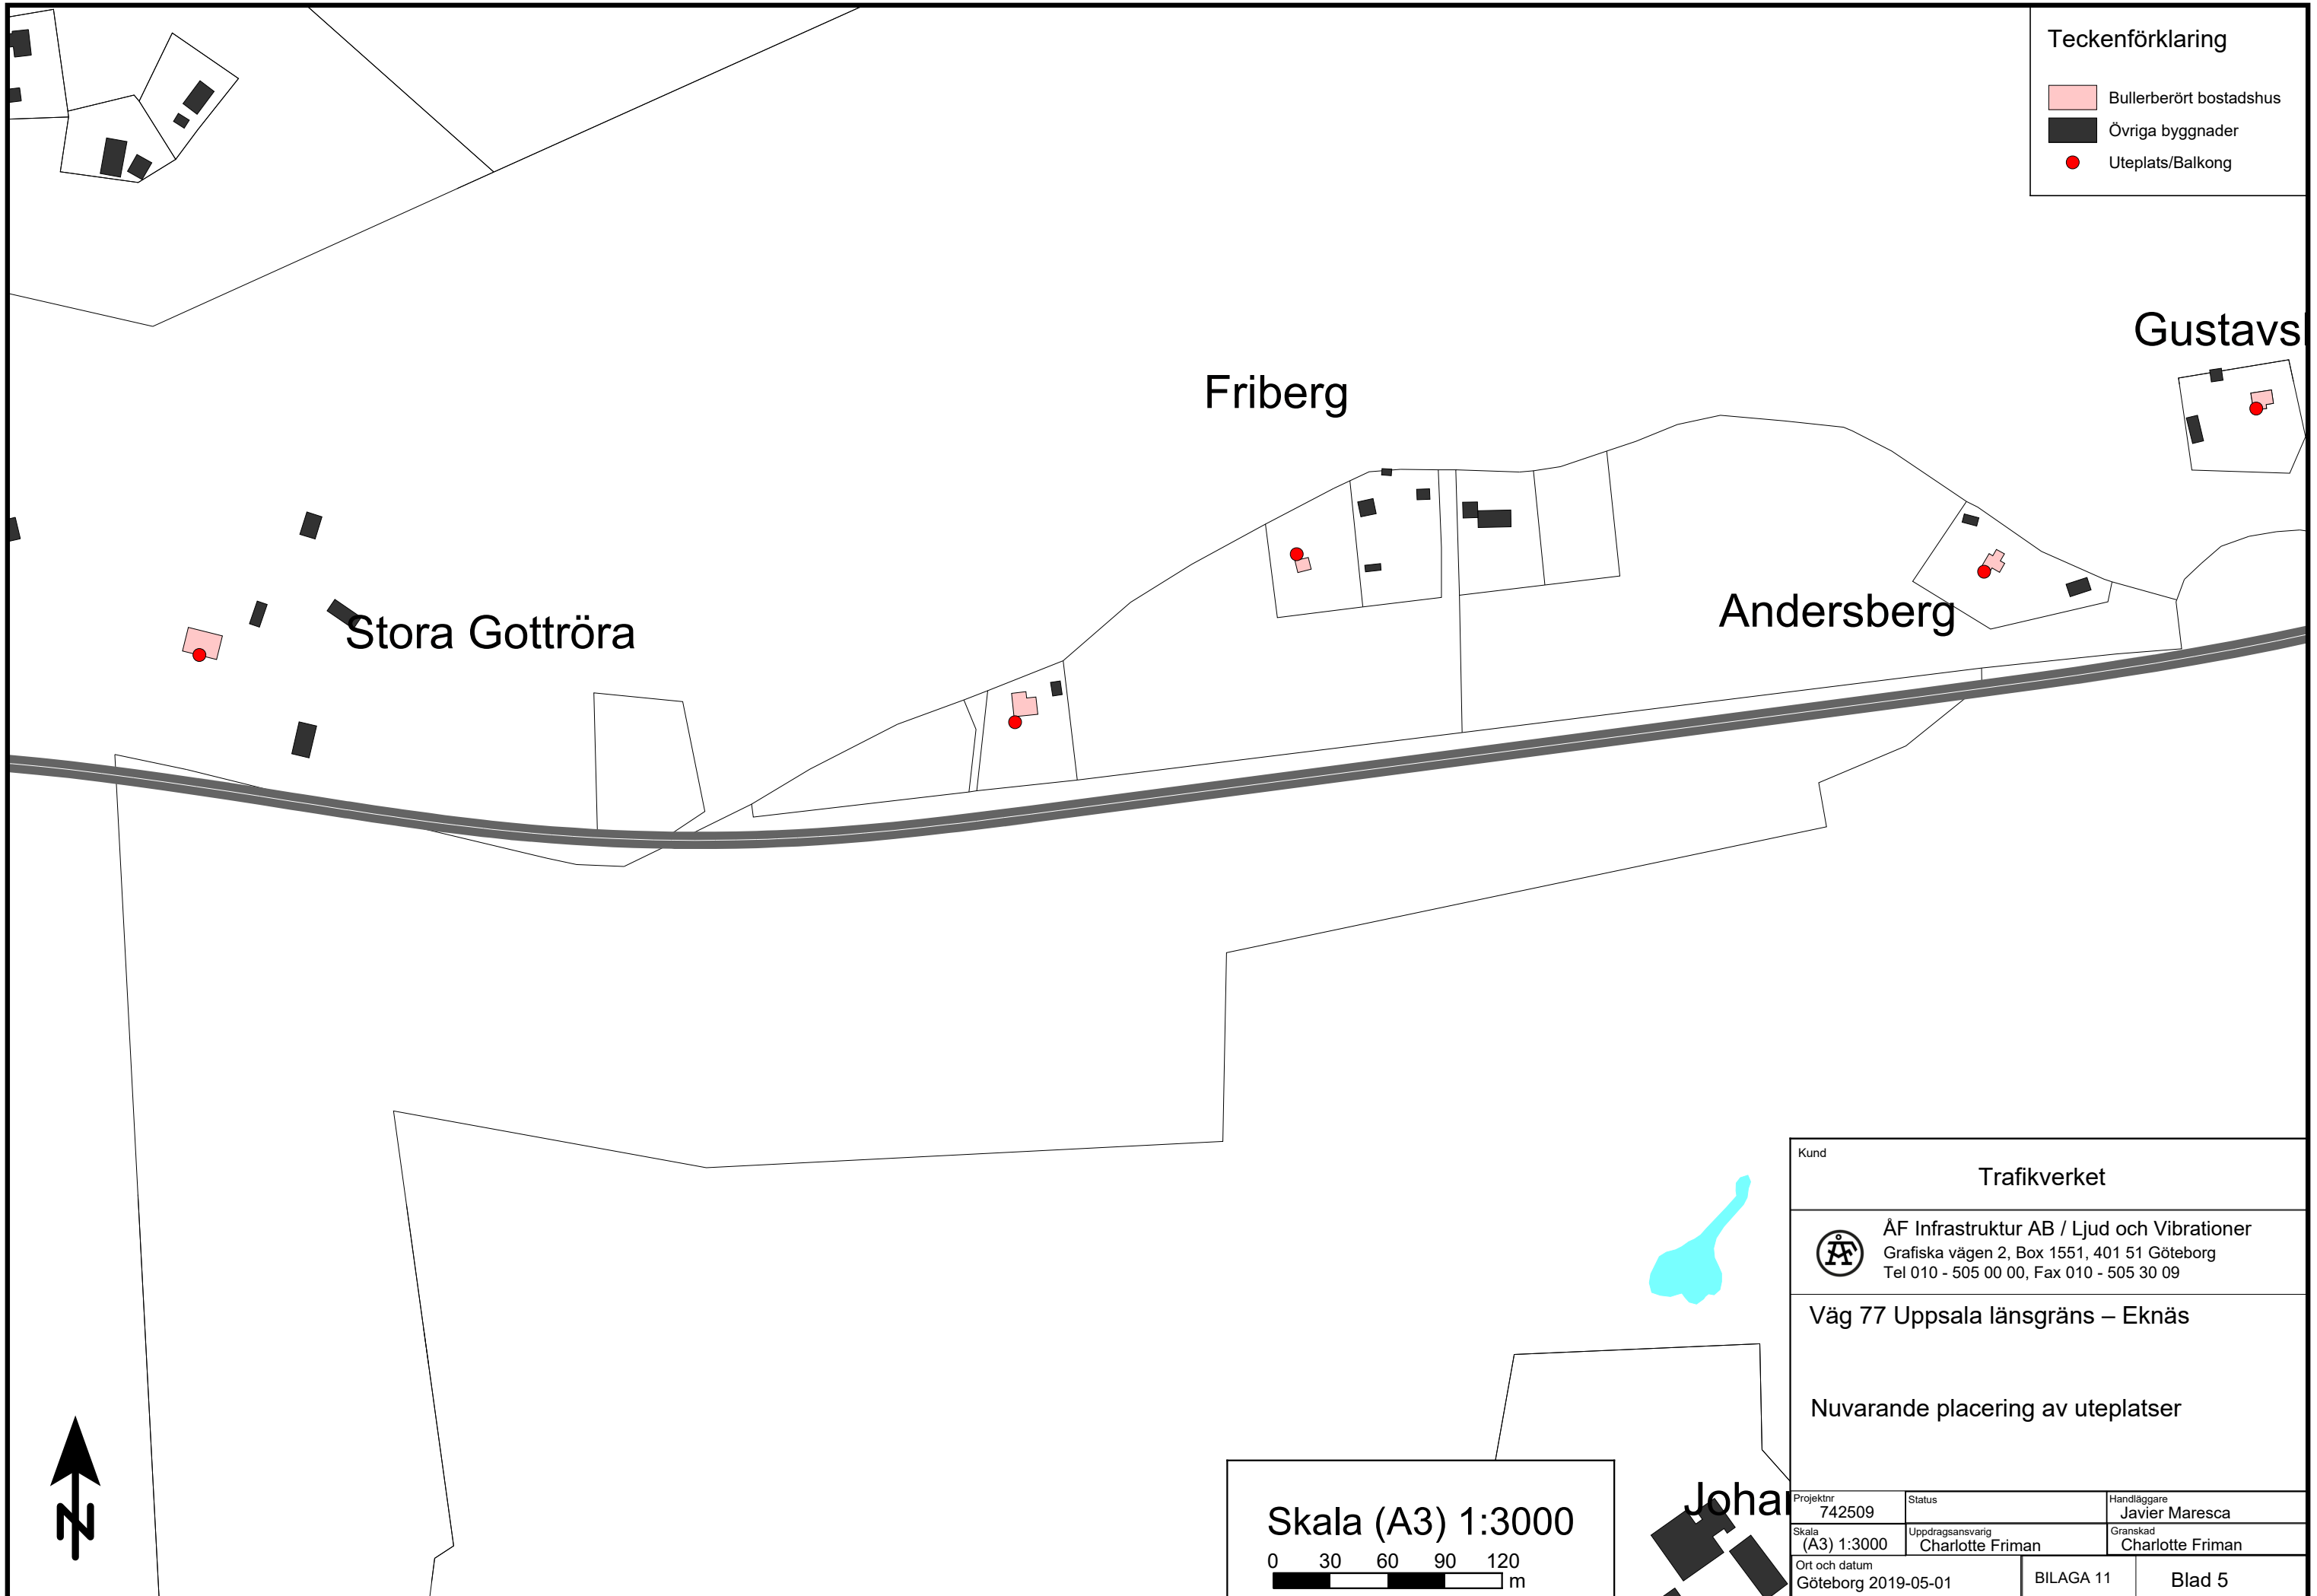 Teckenförklaring
Bullerberört bostadshus
Övriga byggnader
Uteplats/Balkong
Gustavs
Friberg
Andersberg
Stora Gottröra
Johan
Skala (A3) 1:3000
0 30 60 90 120
m
N
Kund
Trafikverket
ÅF
ÅF Infrastruktur AB / Ljud och Vibrationer
Grafiska vägen 2, Box 1551, 401 51 Göteborg
Tel 010 - 505 00 00, Fax 010 - 505 30 09
Väg 77 Uppsala länsgräns – Eknäs
Nuvarande placering av uteplatser
Projektnr
742509
Status
Handläggare
Javier Maresca
Skala
(A3) 1:3000
Uppdragsansvarig
Charlotte Friman
Granskad
Charlotte Friman
Ort och datum
Göteborg 2019-05-01
BILAGA 11
Blad 5